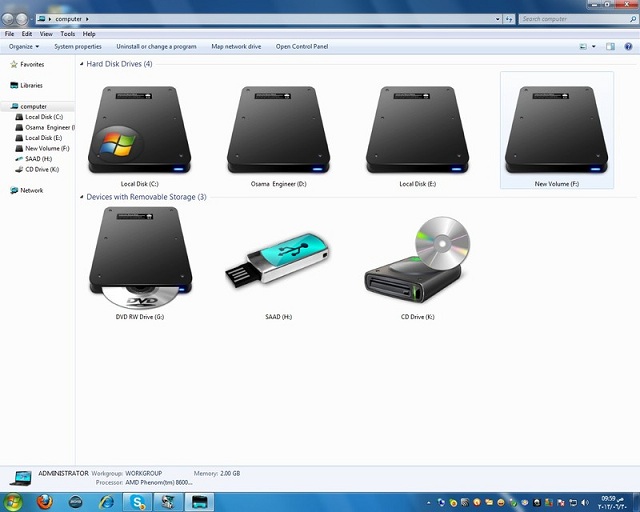 computer
Search computer
File Edit View Tools Help
Organize System properties Uninstall or change a program Map network drive Open Control Panel
Favorites
Libraries
computer
Local Disk (C:)
Osama Engineer (
Local Disk (E:)
New Volume (F:)
SAAD (H:)
CD Drive (K:)
Network
Hard Disk Drives (4)
Local Disk (C:)
Osama Engineer (D:)
Local Disk (E:)
New Volume (F:)
Devices with Removable Storage (3)
DVD
DVD RW Drive (G:)
SAAD (H:)
CD Drive (K:)
ADMINISTRATOR Workgroup: WORKGROUP Memory: 2.00 GB
Processor: AMD Phenom(tm) 8600...
09:59 ص